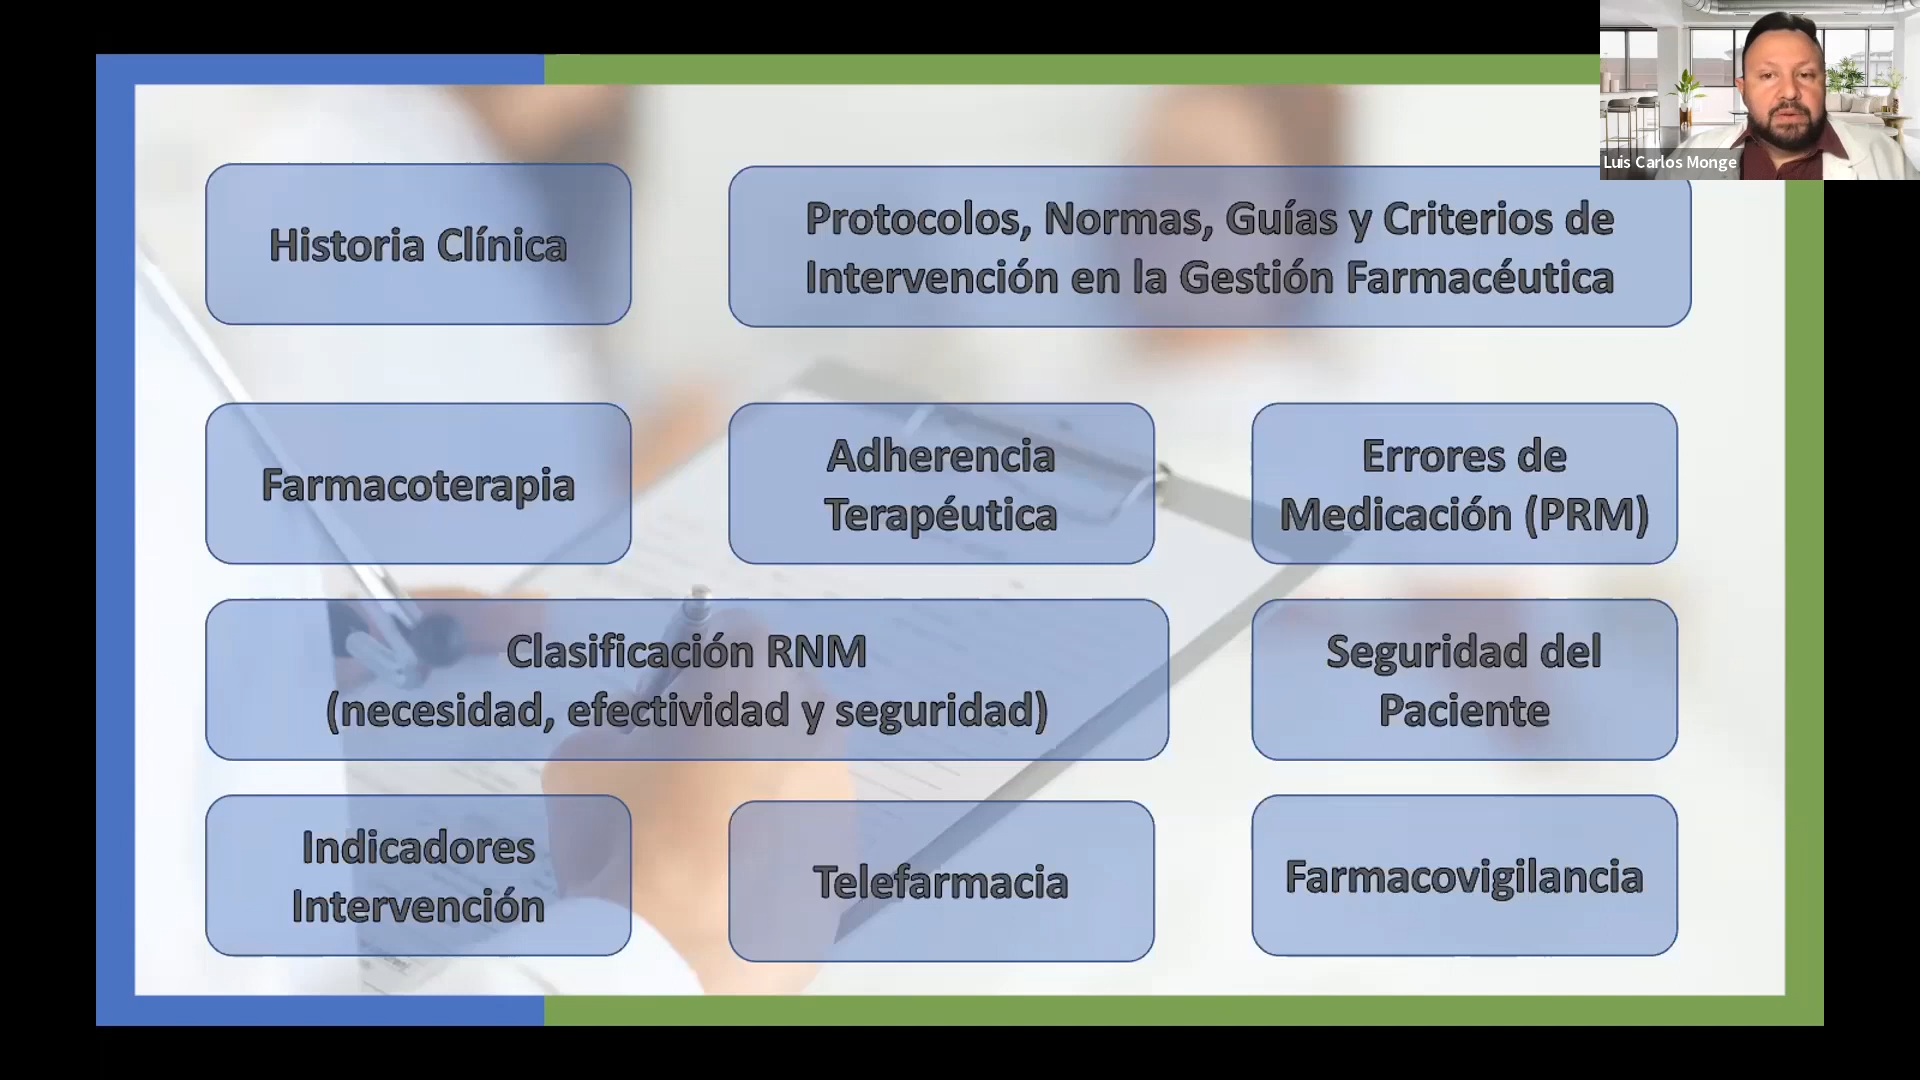 Luis Carlos Monge
Historia Clínica
Protocolos, Normas, Guías y Criterios de
Intervención en la Gestión Farmacéutica
Farmacoterapia
Adherencia
Terapéutica
Errores de
Medicación (PRM)
Clasificación RNM
(necesidad, efectividad y seguridad)
Seguridad del
Paciente
Indicadores
Intervención
Telefarmacia
Farmacovigilancia